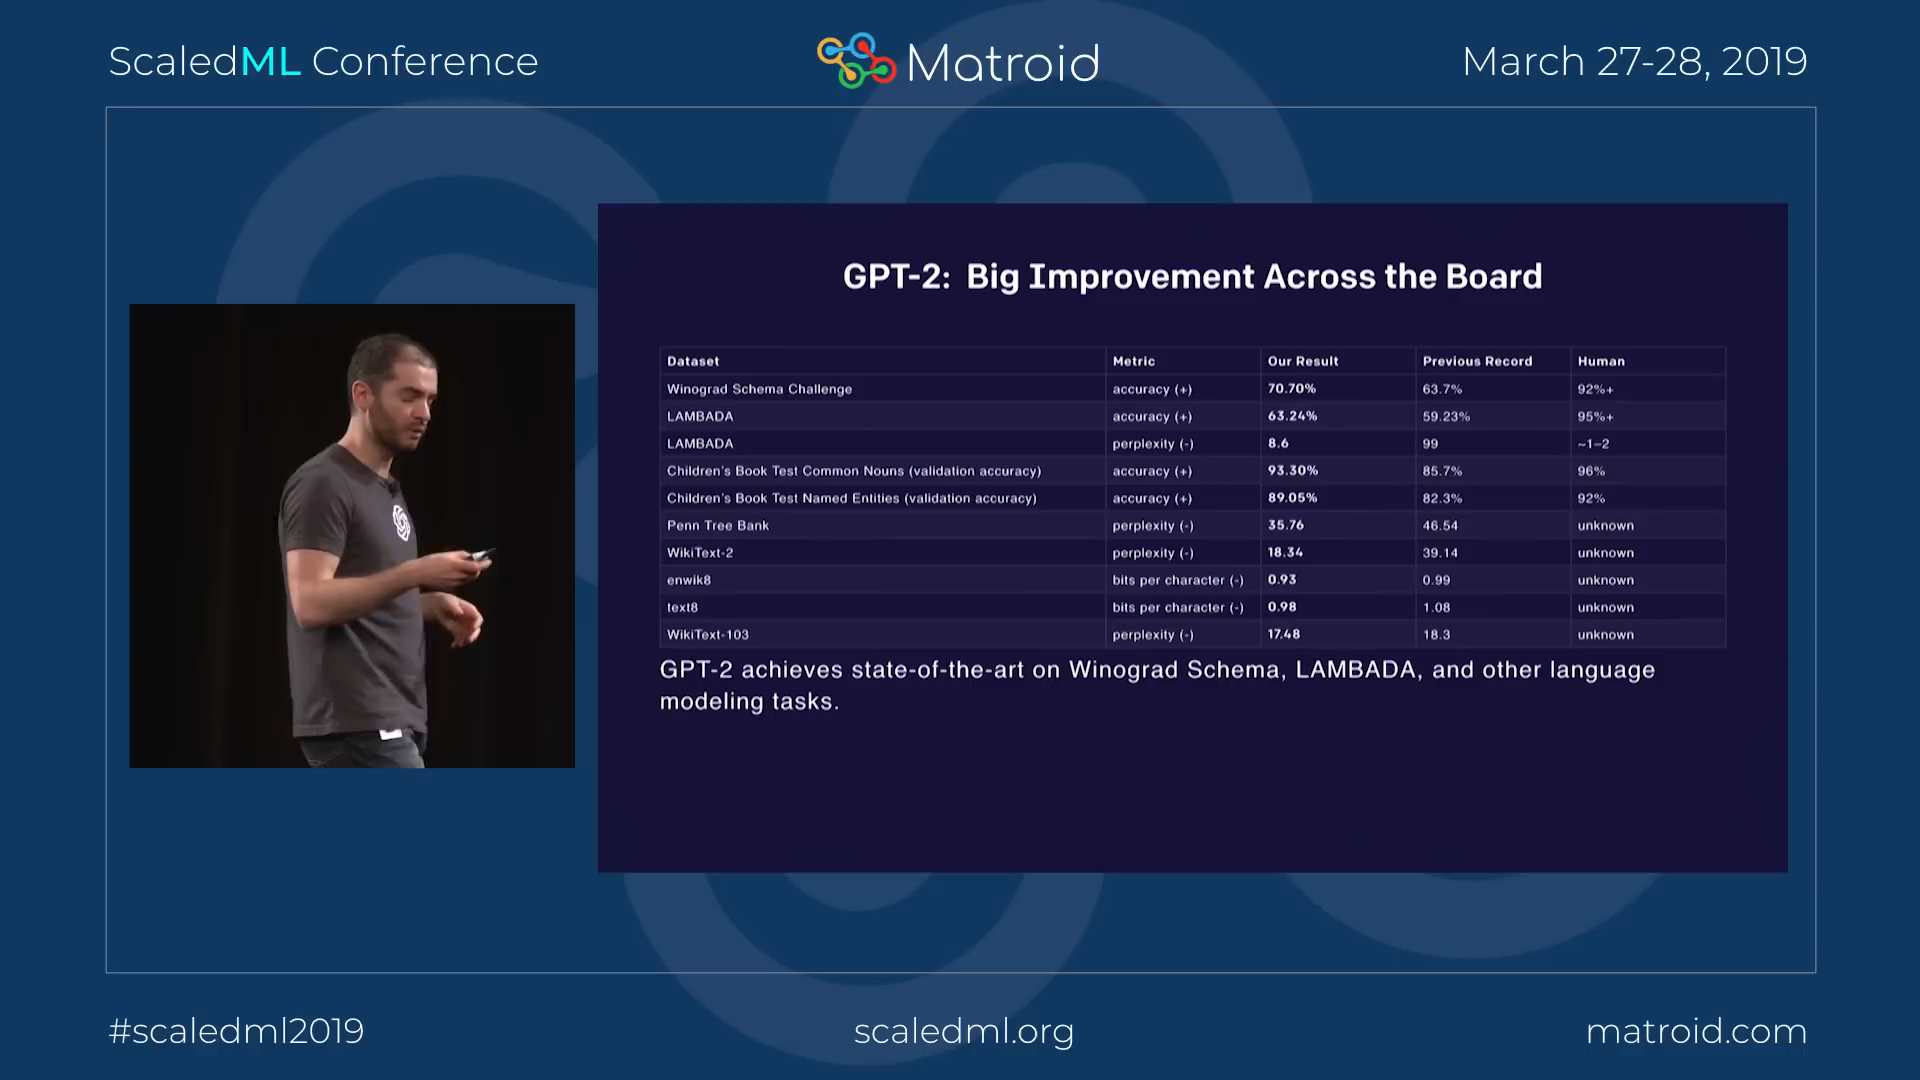 ScaledML Conference
Matroid
March 27-28, 2019
GPT-2: Big Improvement Across the Board
Dataset Metric Our Result Previous Record Human
Winograd Schema Challenge accuracy (+) 70.70% 63.7% 92%+
LAMBADA accuracy (+) 63.24% 59.23% 95%+
LAMBADA perplexity (-) 8.6 99 ~1-2
Children's Book Test Common Nouns (validation accuracy) accuracy (+) 93.30% 85.7% 96%
Children's Book Test Named Entities (validation accuracy) accuracy (+) 89.05% 82.3% 92%
Penn Tree Bank perplexity (-) 35.76 46.54 unknown
WikiText-2 perplexity (-) 18.34 39.14 unknown
enwik8 bits per character (-) 0.93 0.99 unknown
text8 bits per character (-) 0.98 1.08 unknown
WikiText-103 perplexity (-) 17.48 18.3 unknown
GPT-2 achieves state-of-the-art on Winograd Schema, LAMBADA, and other language
modeling tasks.
#scaledml2019
scaledml.org
matroid.com